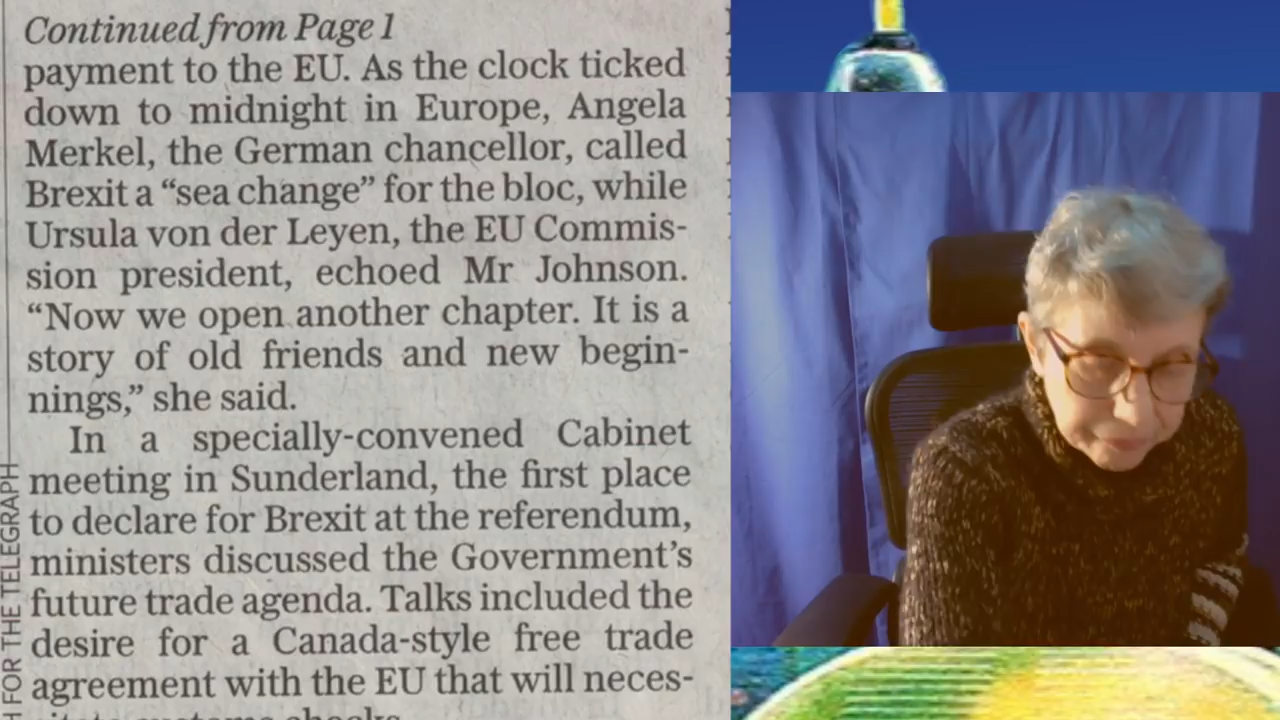 Continued from Page 1
payment to the EU. As the clock ticked
down to midnight in Europe, Angela
Merkel, the German chancellor, called
Brexit a “sea change” for the bloc, while
Ursula von der Leyen, the EU Commis-
sion president, echoed Mr Johnson.
“Now we open another chapter. It is a
story of old friends and new begin-
nings,” she said.
In a specially-convened Cabinet
meeting in Sunderland, the first place
to declare for Brexit at the referendum,
ministers discussed the Government’s
future trade agenda. Talks included the
desire for a Canada-style free trade
agreement with the EU that will neces-
sitate customs checks.
FOR THE TELEGRAPH